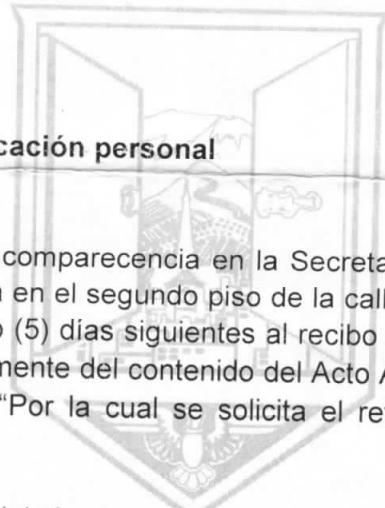 cación personal
comparecencia en la Secreta
en el segundo piso de la call
(5) días siguientes al recibo
mente del contenido del Acto A
"Por la cual se solicita el re